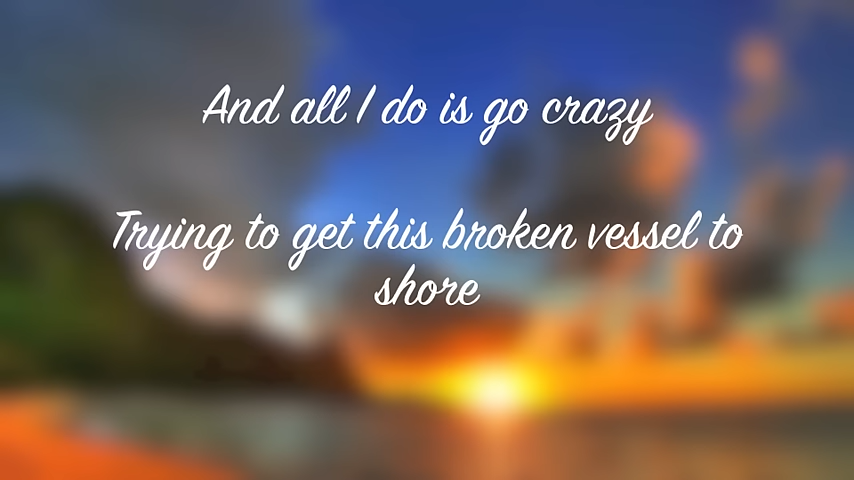 And all I do is go crazy
Trying to get this broken vessel to
shore